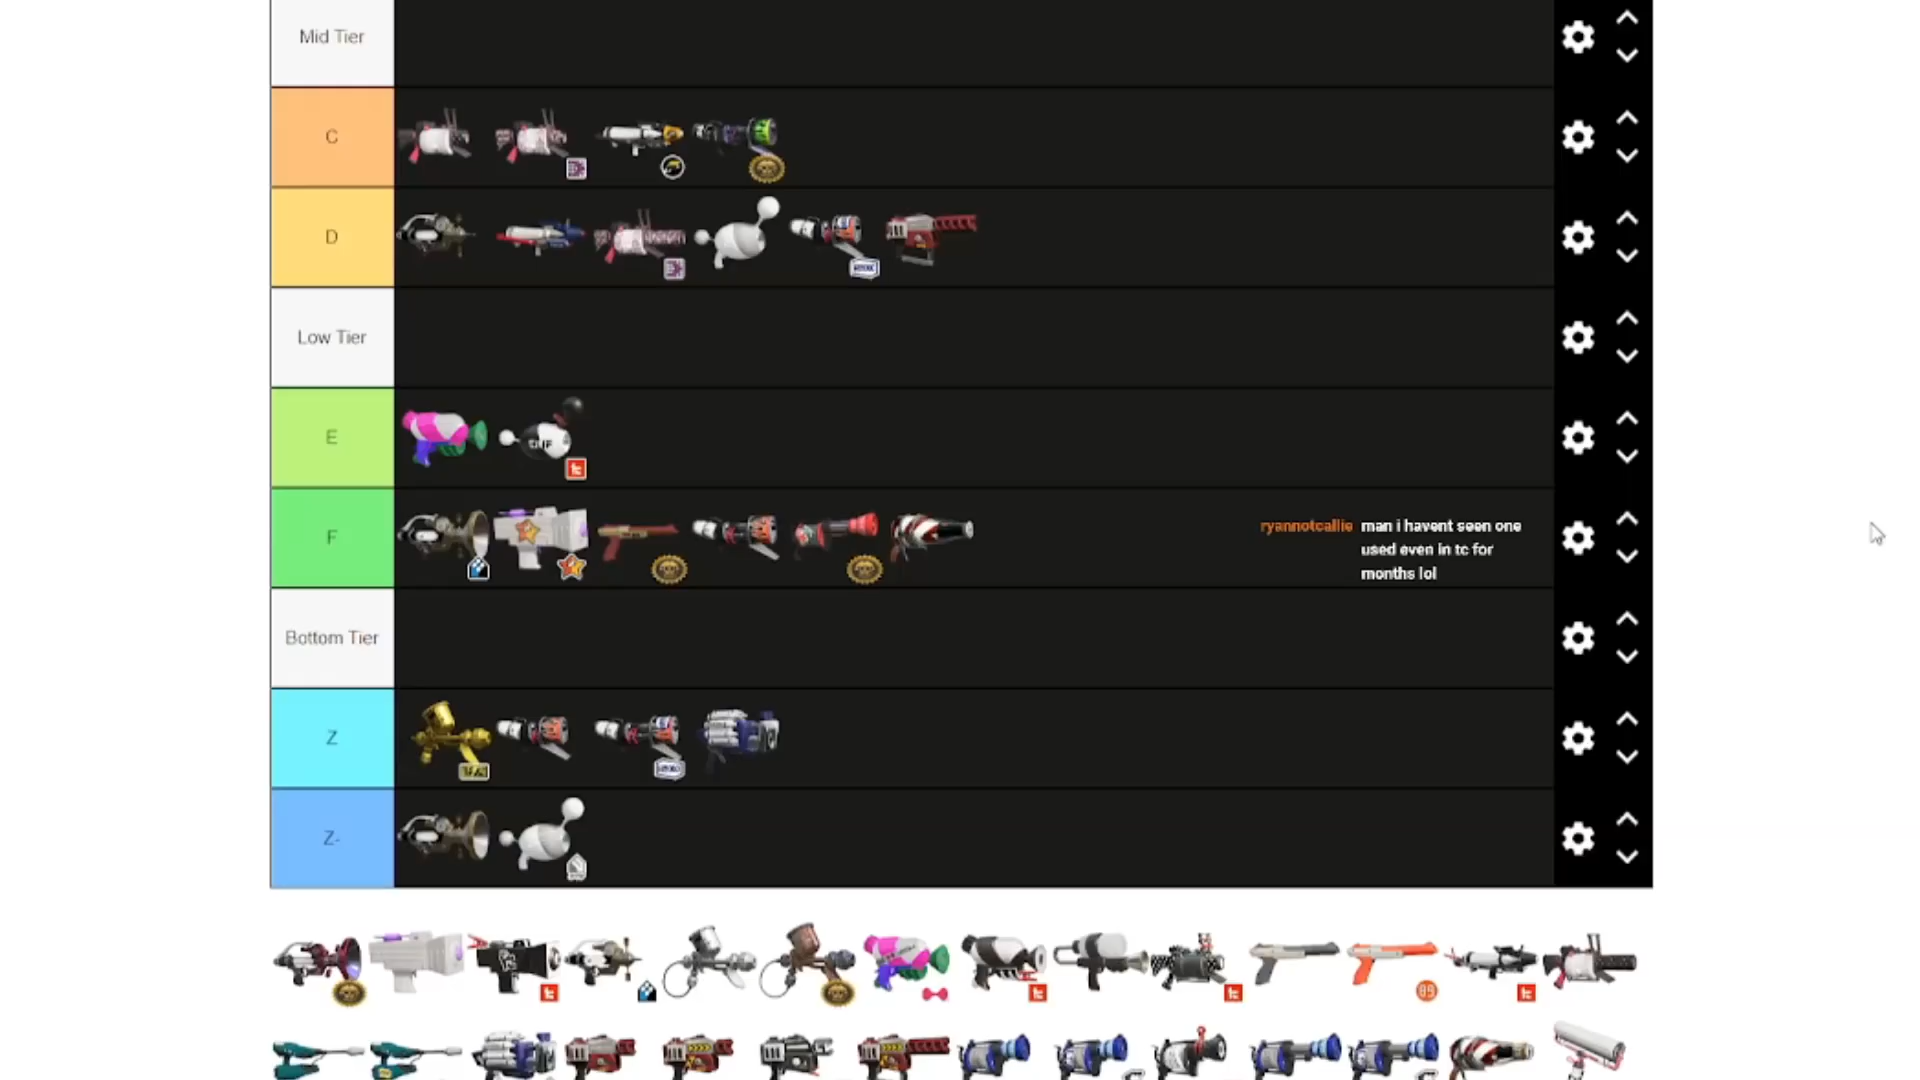 Mid Tier
C
D
Low Tier
E
F
ryannotcallie man i havent seen one
used even in tc for
months lol
Bottom Tier
Z
Z-